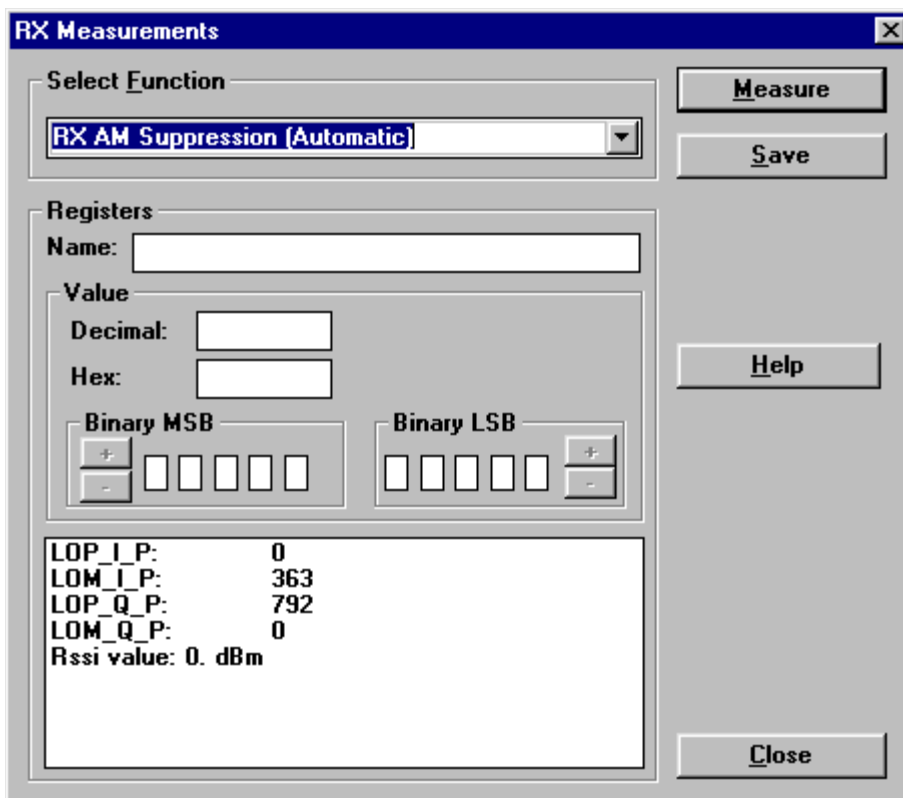 RX Measurements
Select Function
RX AM Suppression (Automatic)
Measure
Save
Registers
Name:
Value
Decimal:
Hex:
Help
Binary MSB
Binary LSB
+
-
+
-
LOP_I_P: 0
LOM_I_P: 363
LOP_Q_P: 792
LOM_Q_P: 0
Rssi value: 0. dBm
Close